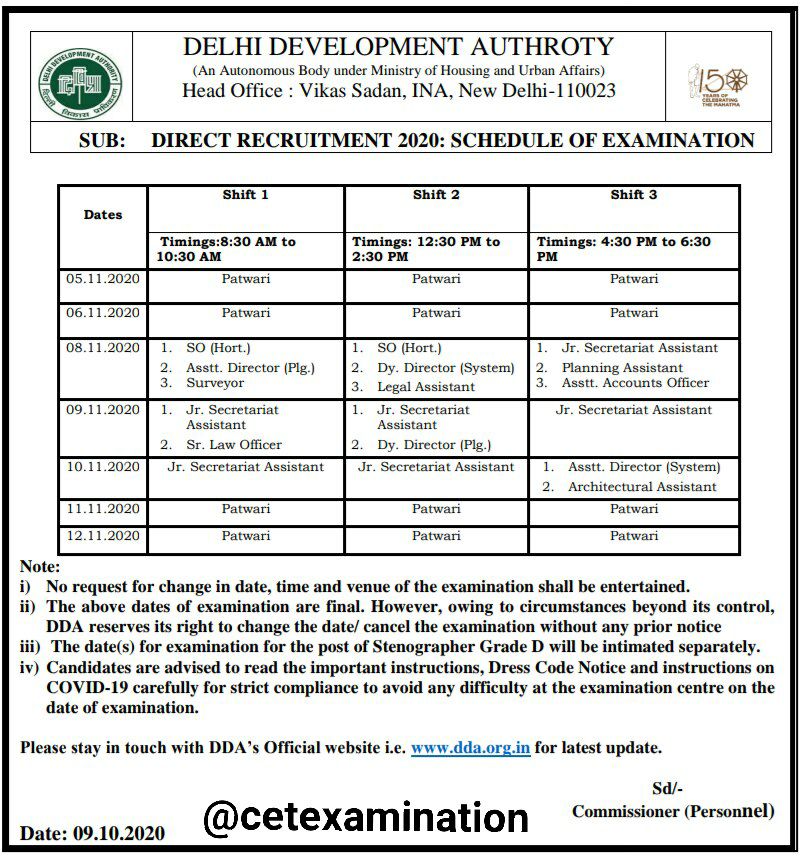 DELHI DEVELOPMENT AUTHROTY
(An Autonomous Body under Ministry of Housing and Urban Affairs)
Head Office : Vikas Sadan, INA, New Delhi-110023
DELHI DEVELOPMENT AUTHROTY
दिल्ली विकास प्राधिकरण
150
YEARS OF
CELEBRATING
THE MAHATMA
SUB: DIRECT RECRUITMENT 2020: SCHEDULE OF EXAMINATION
Dates Shift 1 Shift 2 Shift 3
Timings:8:30 AM to 10:30 AM Timings: 12:30 PM to 2:30 PM Timings: 4:30 PM to 6:30 PM
05.11.2020 Patwari Patwari Patwari
06.11.2020 Patwari Patwari Patwari
08.11.2020 1. SO (Hort.) 1. SO (Hort.) 1. Jr. Secretariat Assistant
2. Asstt. Director (Plg.) 2. Dy. Director (System) 2. Planning Assistant
3. Surveyor 3. Legal Assistant 3. Asstt. Accounts Officer
09.11.2020 1. Jr. Secretariat Assistant 1. Jr. Secretariat Assistant Jr. Secretariat Assistant
2. Sr. Law Officer 2. Dy. Director (Plg.)
10.11.2020 Jr. Secretariat Assistant Jr. Secretariat Assistant 1. Asstt. Director (System)
2. Architectural Assistant
11.11.2020 Patwari Patwari Patwari
12.11.2020 Patwari Patwari Patwari
Note:
i) No request for change in date, time and venue of the examination shall be entertained.
ii) The above dates of examination are final. However, owing to circumstances beyond its control,
DDA reserves its right to change the date/ cancel the examination without any prior notice
iii) The date(s) for examination for the post of Stenographer Grade D will be intimated separately.
iv) Candidates are advised to read the important instructions, Dress Code Notice and instructions on
COVID-19 carefully for strict compliance to avoid any difficulty at the examination centre on the
date of examination.
Please stay in touch with DDA's Official website i.e. www.dda.org.in for latest update.
Sd/-
Commissioner (Personnel)
@cetexamination
Date: 09.10.2020